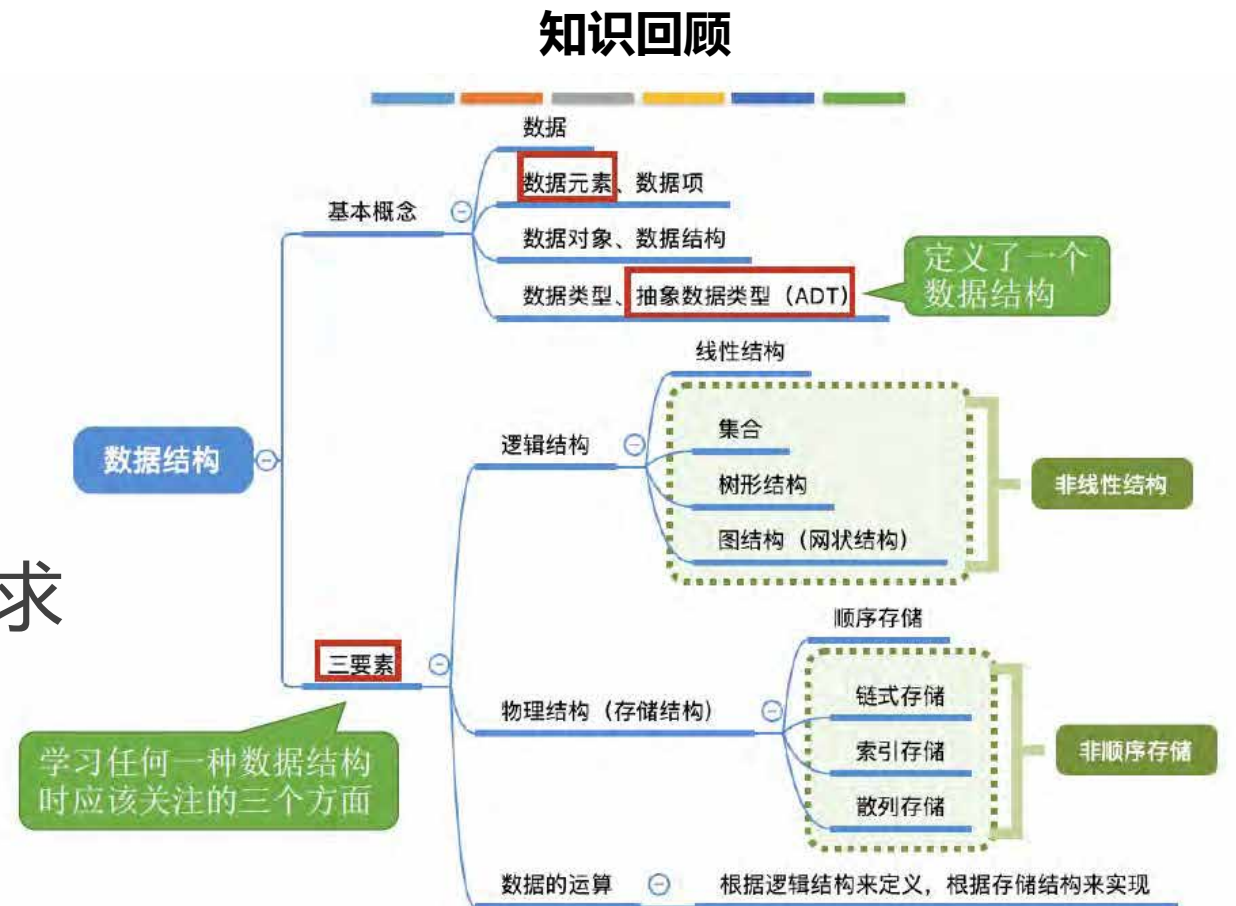 知识回顾
数据
数据元素、数据项
基本概念
数据对象、数据结构
定义了一个
数据结构
数据类型、抽象数据类型（ADT）
线性结构
逻辑结构
集合
数据结构
树形结构
非线性结构
图结构（网状结构）
求
顺序存储
三要素
链式存储
物理结构（存储结构）
学习任何一种数据结构
时应该关注的三个方面
索引存储
非顺序存储
散列存储
数据的运算
根据逻辑结构来定义，根据存储结构来实现